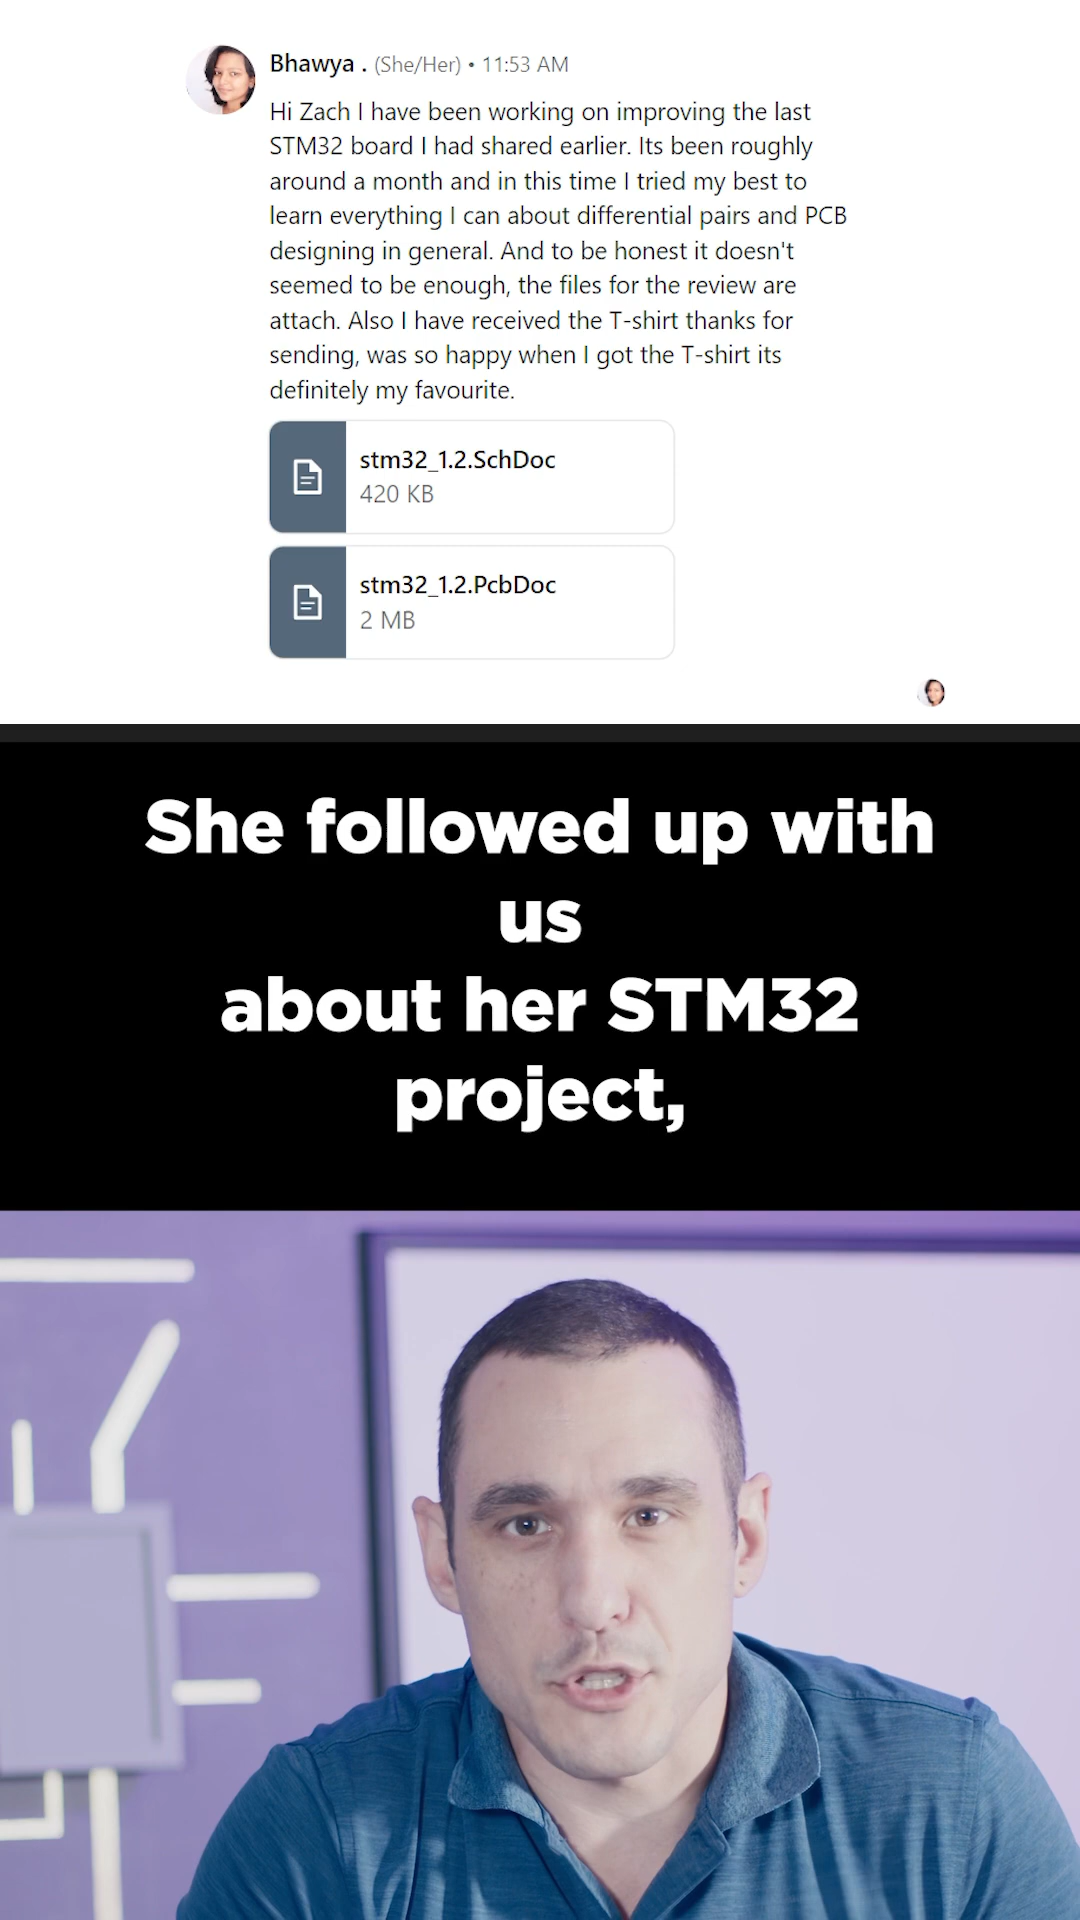 Bhawya . (She/Her) • 11:53 AM
Hi Zach I have been working on improving the last
STM32 board I had shared earlier. Its been roughly
around a month and in this time I tried my best to
learn everything I can about differential pairs and PCB
designing in general. And to be honest it doesn't
seemed to be enough, the files for the review are
attach. Also I have received the T-shirt thanks for
sending, was so happy when I got the T-shirt its
definitely my favourite.
stm32_1.2.SchDoc
420 KB
stm32_1.2.PcbDoc
2 MB
She followed up with
us
about her STM32
project,